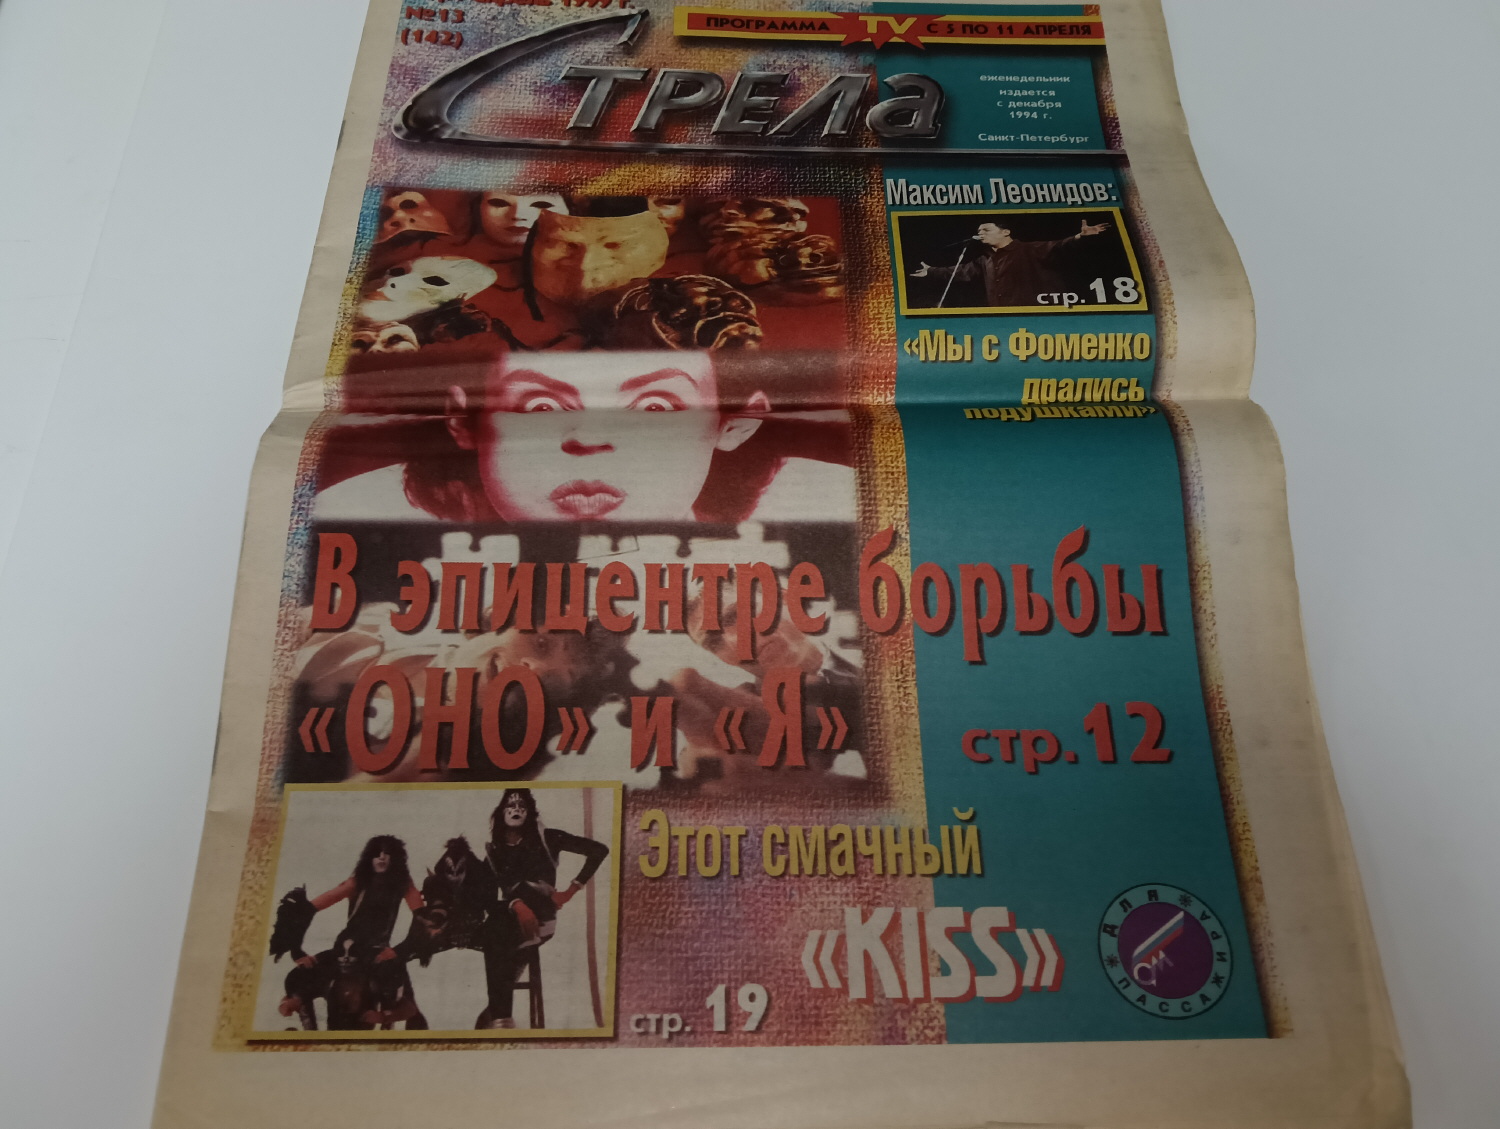 1999 г.
№13
(142)
ПРОГРАММА TV С 5 ПО 11 АПРЕЛЯ
СТРЕЛА
еженедельник
издается
с декабря
1994 г.
Санкт-Петербург
Максим Леонидов:
стр. 18
«Мы с Фоменко
дрались
подушками»
В эпицентре борьбы
«ОНО» и «Я»
стр. 12
Этот смачный
«KISS»
стр. 19
ДЛЯ ПАССАЖИРА